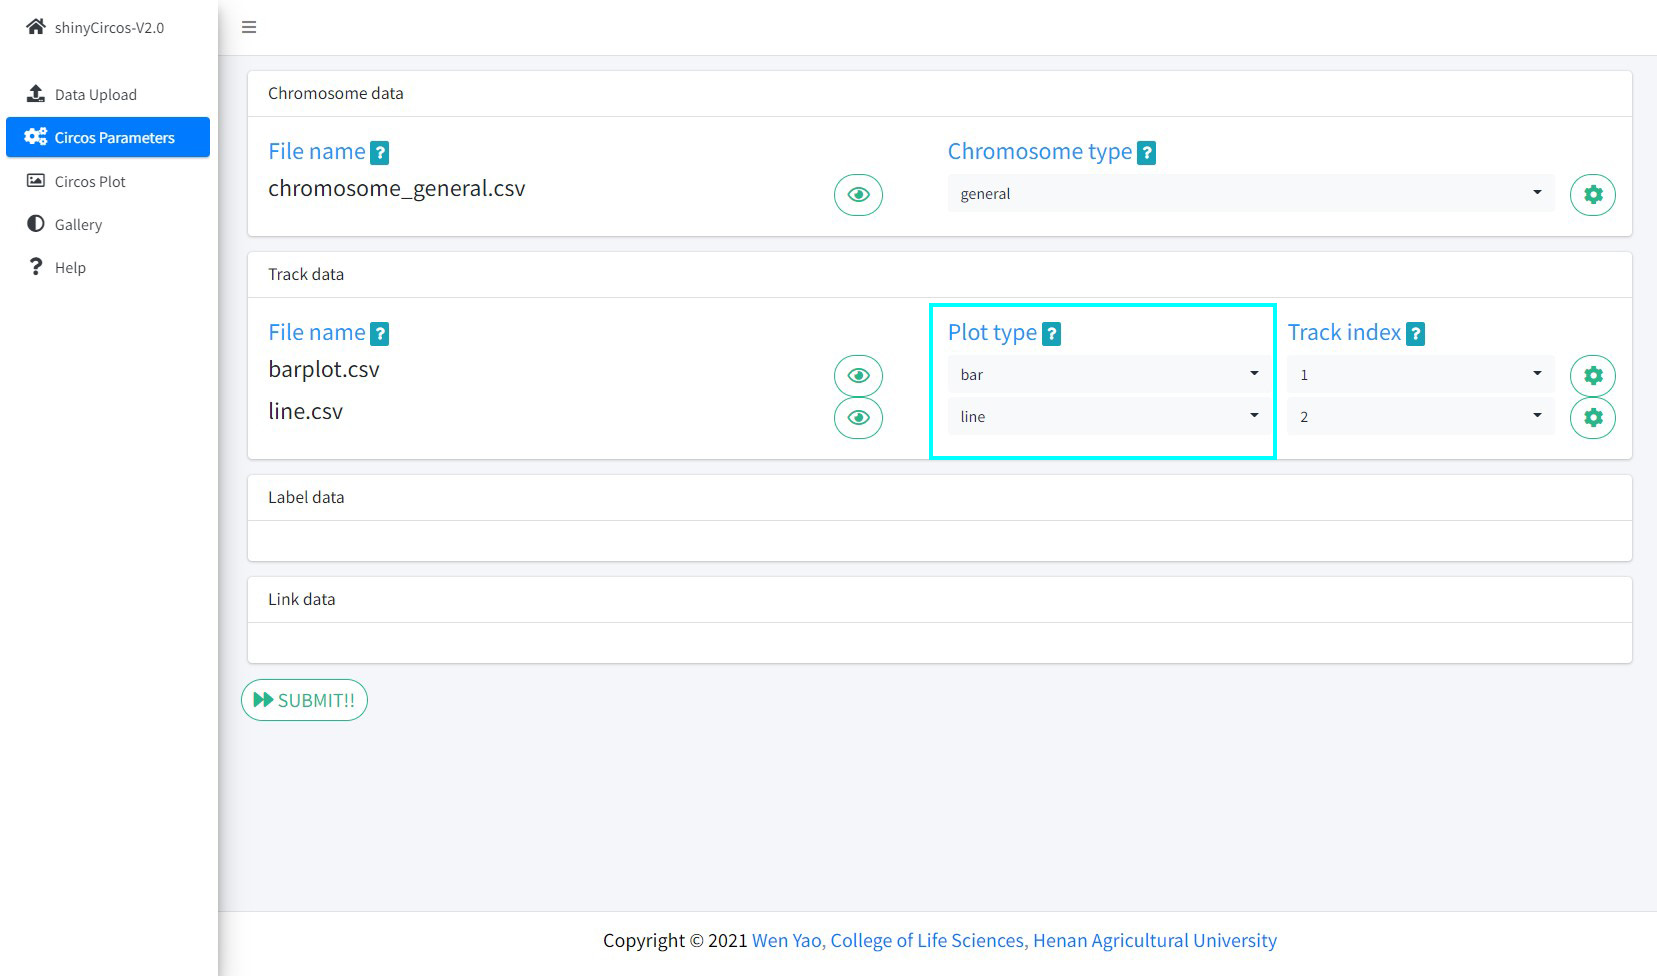 shinyCircos-V2.0
Data Upload
Circos Parameters
Circos Plot
Gallery
Help
Chromosome data
File name ?
Chromosome type ?
chromosome_general.csv
general
Track data
File name ?
Plot type ?
Track index ?
barplot.csv
bar
1
line.csv
line
2
Label data
Link data
SUBMIT!!
Copyright © 2021 Wen Yao, College of Life Sciences, Henan Agricultural University